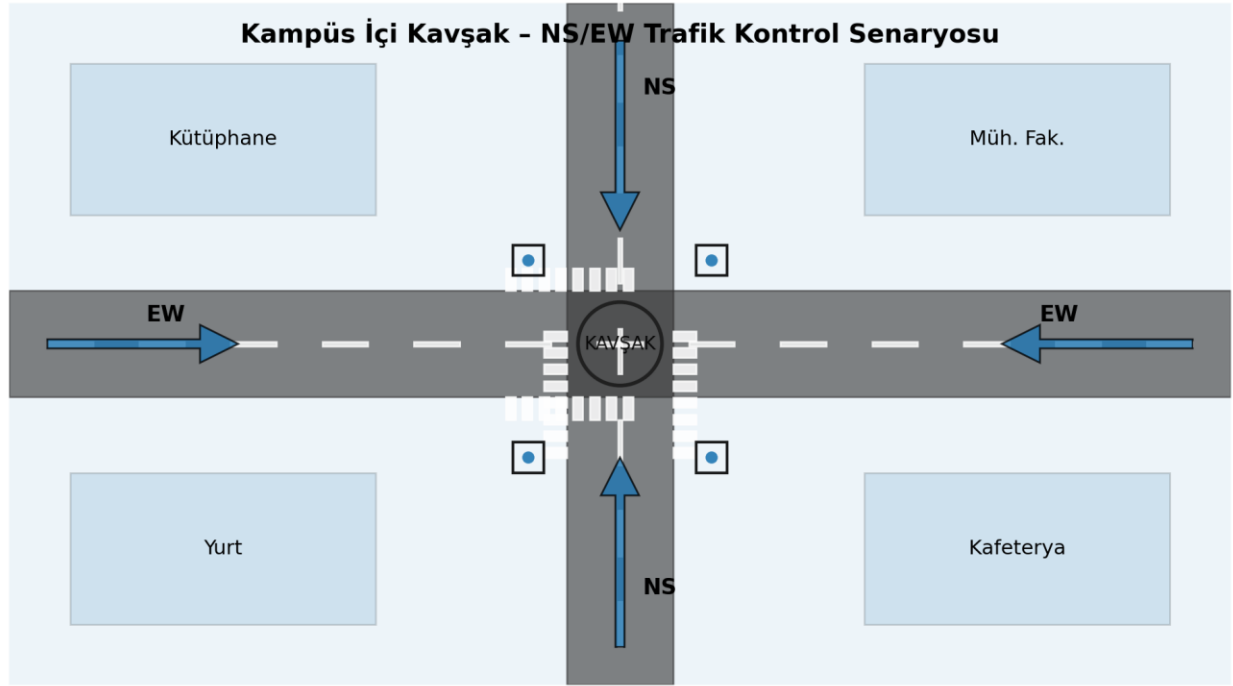 Kampüs İçi Kavşak – NS/EW Trafik Kontrol Senaryosu
NS
Kütüphane
Müh. Fak.
EW
EW
KAVŞAK
Yurt
Kafeterya
NS